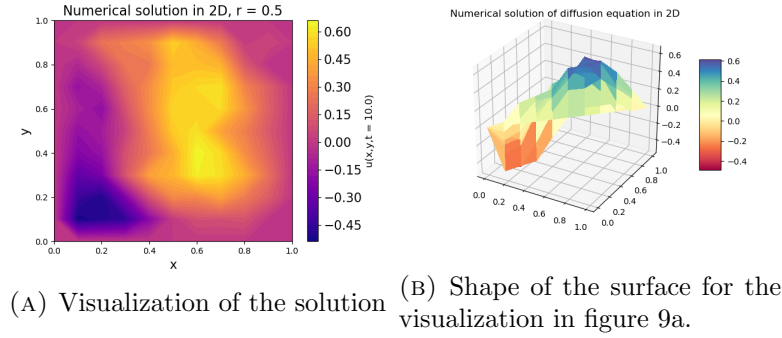 Numerical solution in 2D, r = 0.5
1.0
0.8
0.6
0.4
0.2
0.0
y
0.0 0.2 0.4 0.6 0.8 1.0
x
0.60
0.45
0.30
0.15
0.00
−0.15
−0.30
−0.45
u(x,y,t = 10.0)
(A) Visualization of the solution
Numerical solution of diffusion equation in 2D
0.6
0.4
0.2
0.0
−0.2
−0.4
0.0 0.2 0.4 0.6 0.8 1.0
0.0 0.2 0.4 0.6 0.8 1.0
0.6
0.4
0.2
0.0
−0.2
−0.4
(B) Shape of the surface for the
visualization in figure 9a.